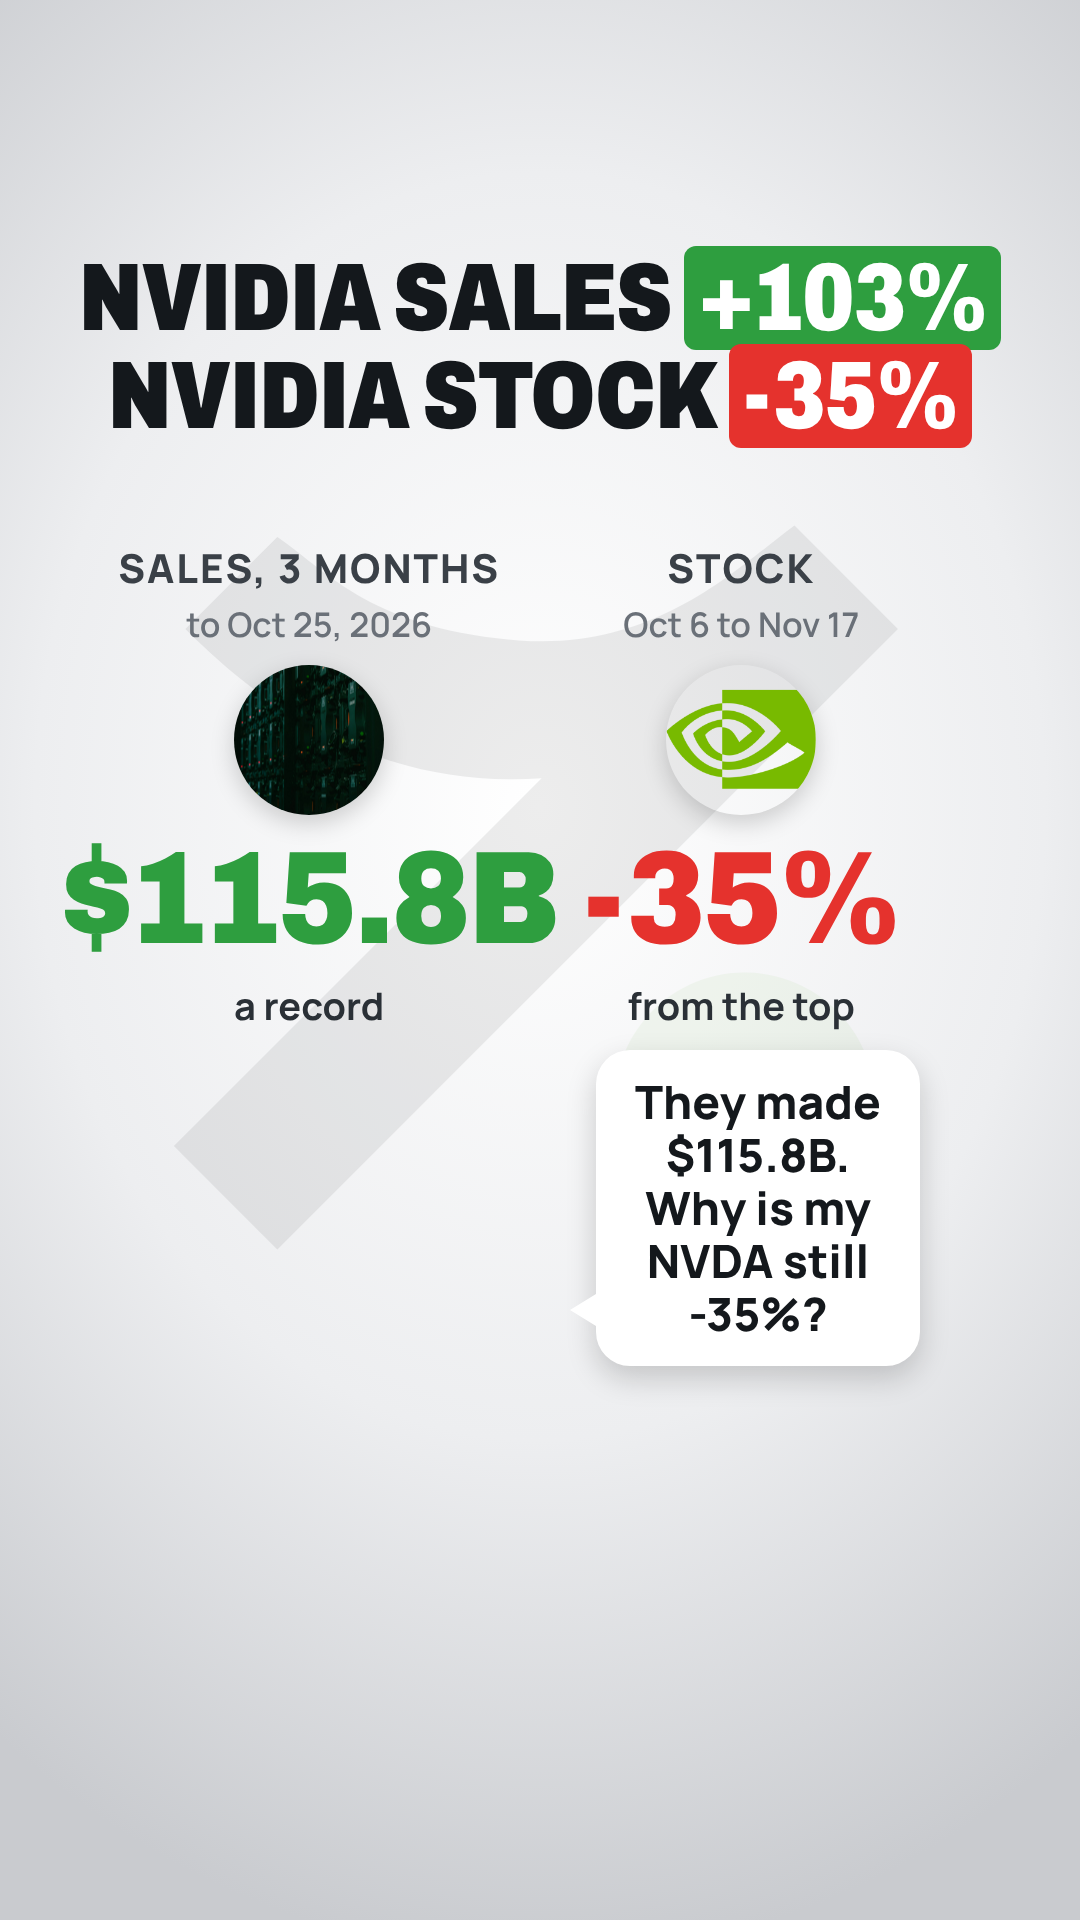 NVIDIA SALES +103%
NVIDIA STOCK -35%
SALES, 3 MONTHS
to Oct 25, 2026
$115.8B
a record
STOCK
Oct 6 to Nov 17
-35%
from the top
They made
$115.8B.
Why is my
NVDA still
-35%?